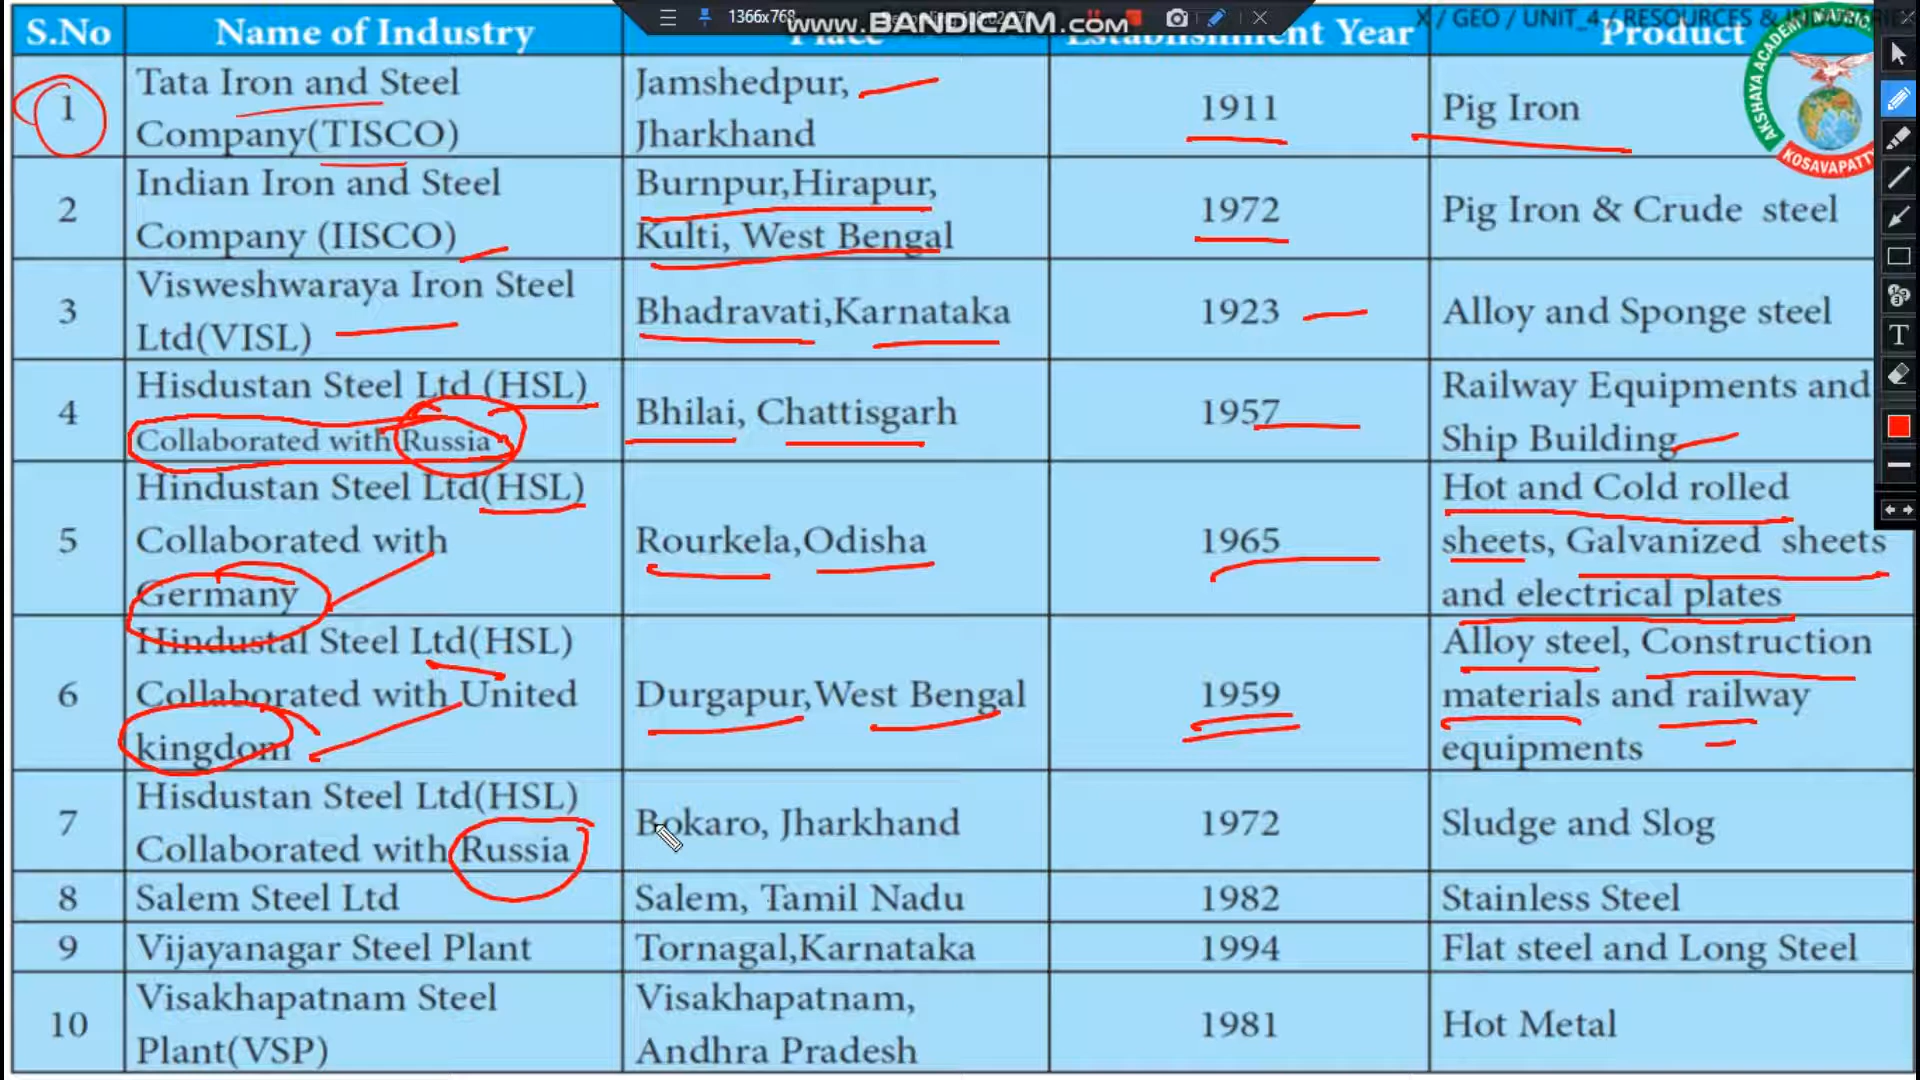 1366x768
www.BANDICAM.com
X / GEO / UNIT_4 / RESOURCES & INDUSTRIE
S.No Name of Industry Place Establishment Year Product
AKSHAYA ACADEMY MATRIC.
KOSAVAPATTY
1 Tata Iron and Steel Company(TISCO) Jamshedpur, Jharkhand 1911 Pig Iron
2 Indian Iron and Steel Company (IISCO) Burnpur,Hirapur, Kulti, West Bengal 1972 Pig Iron & Crude steel
3 Visweshwaraya Iron Steel Ltd(VISL) Bhadravati,Karnataka 1923 Alloy and Sponge steel
4 Hisdustan Steel Ltd (HSL) Collaborated with Russia Bhilai, Chattisgarh 1957 Railway Equipments and Ship Building
5 Hindustan Steel Ltd(HSL) Collaborated with Germany Rourkela,Odisha 1965 Hot and Cold rolled sheets, Galvanized sheets and electrical plates
6 Hindustal Steel Ltd(HSL) Collaborated with United kingdom Durgapur,West Bengal 1959 Alloy steel, Construction materials and railway equipments
7 Hisdustan Steel Ltd(HSL) Collaborated with Russia Bokaro, Jharkhand 1972 Sludge and Slog
8 Salem Steel Ltd Salem, Tamil Nadu 1982 Stainless Steel
9 Vijayanagar Steel Plant Tornagal,Karnataka 1994 Flat steel and Long Steel
10 Visakhapatnam Steel Plant(VSP) Visakhapatnam, Andhra Pradesh 1981 Hot Metal